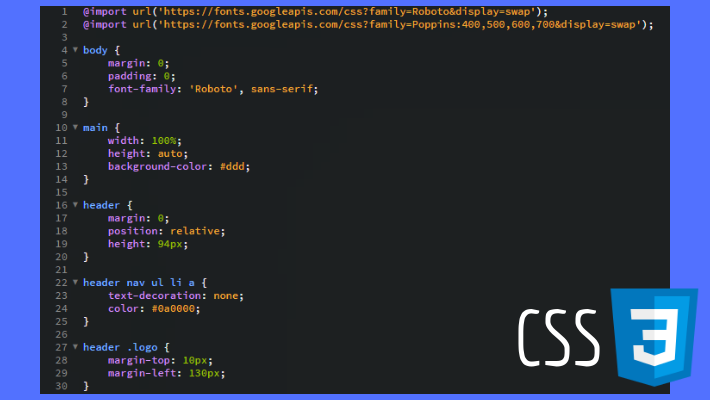 1 @import url('https://fonts.googleapis.com/css?family=Roboto&display=swap');
2 @import url('https://fonts.googleapis.com/css?family=Poppins:400,500,600,700&display=swap');
3
4 body {
5     margin: 0;
6     padding: 0;
7     font-family: 'Roboto', sans-serif;
8 }
9
10 main {
11     width: 100%;
12     height: auto;
13     background-color: #ddd;
14 }
15
16 header {
17     margin: 0;
18     position: relative;
19     height: 94px;
20 }
21
22 header nav ul li a {
23     text-decoration: none;
24     color: #0a0000;
25 }
26
27 header .logo {
28     margin-top: 10px;
29     margin-left: 130px;
30 }
CSS 3